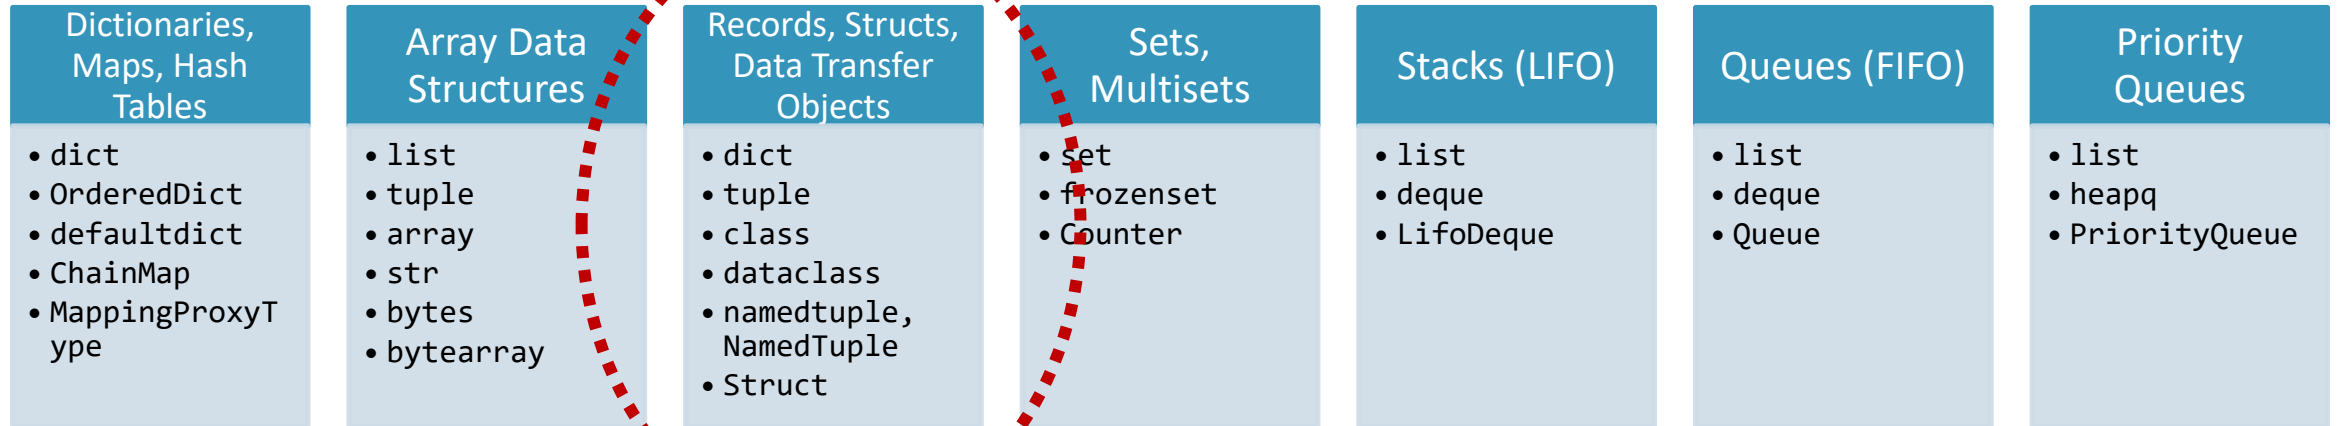 Dictionaries,
Maps, Hash
Tables
• dict
• OrderedDict
• defaultdict
• ChainMap
• MappingProxyT
ype
Array Data
Structures
• list
• tuple
• array
• str
• bytes
• bytearray
Records, Structs,
Data Transfer
Objects
• dict
• tuple
• class
• dataclass
• namedtuple,
NamedTuple
• Struct
Sets,
Multisets
• set
• frozenset
• Counter
Stacks (LIFO)
• list
• deque
• LifoDeque
Queues (FIFO)
• list
• deque
• Queue
Priority
Queues
• list
• heapq
• PriorityQueue